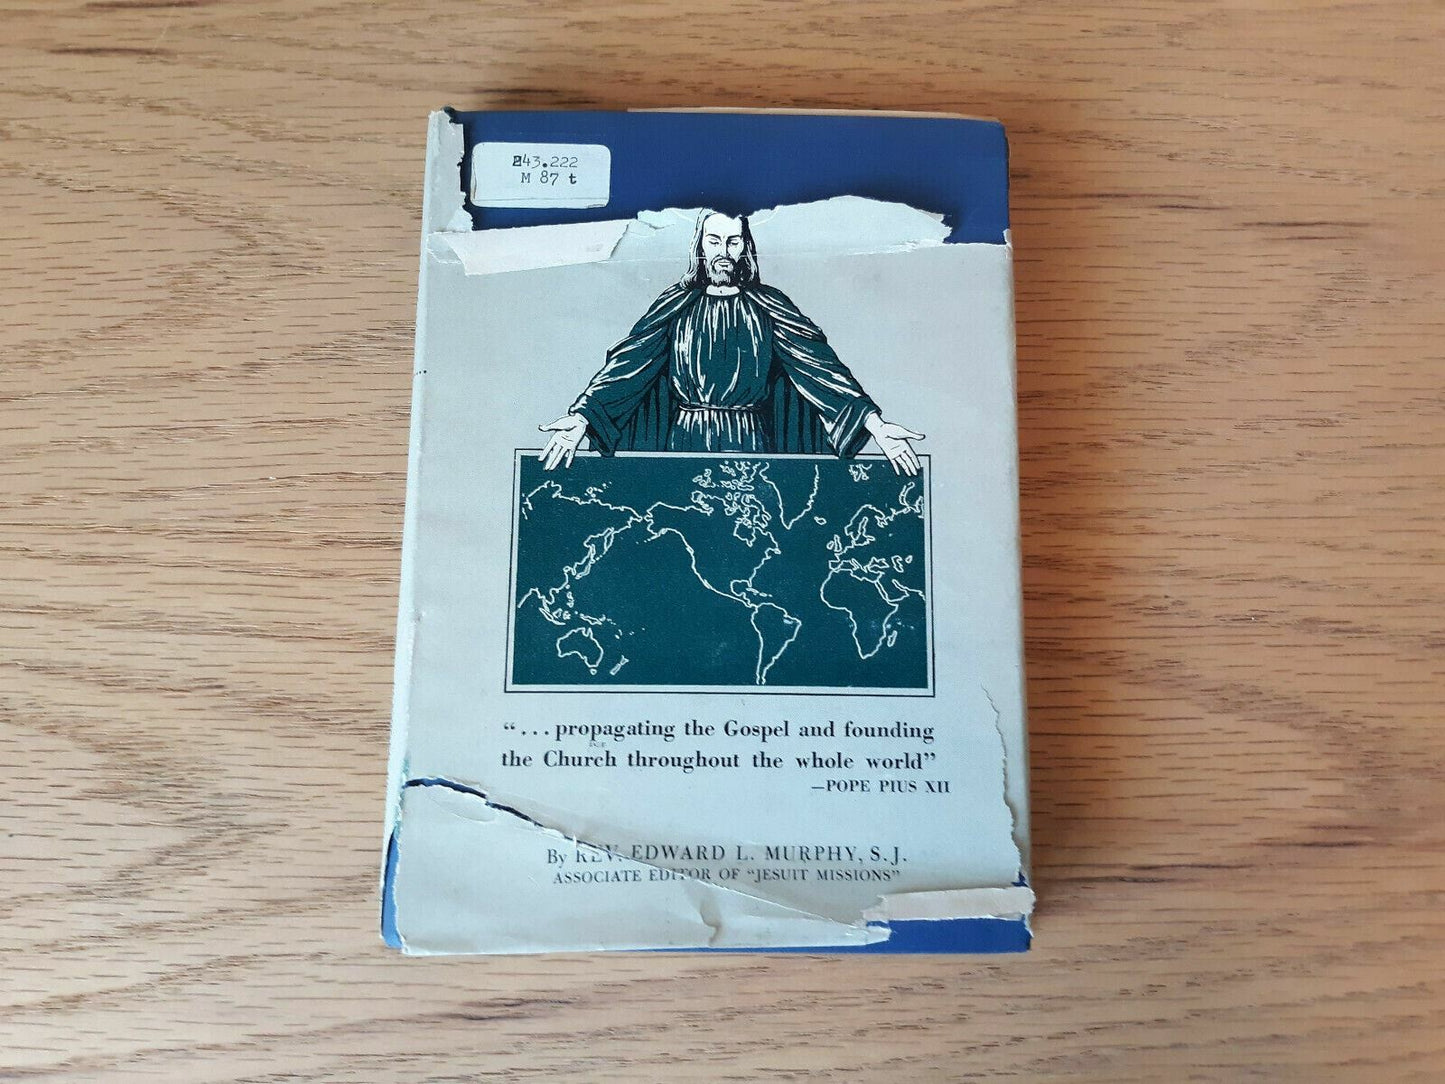 243.222
M 87 t
“... propagating the Gospel and founding
the Church throughout the whole world”
—POPE PIUS XII
By REV. EDWARD L. MURPHY, S.J.
ASSOCIATE EDITOR OF “JESUIT MISSIONS”